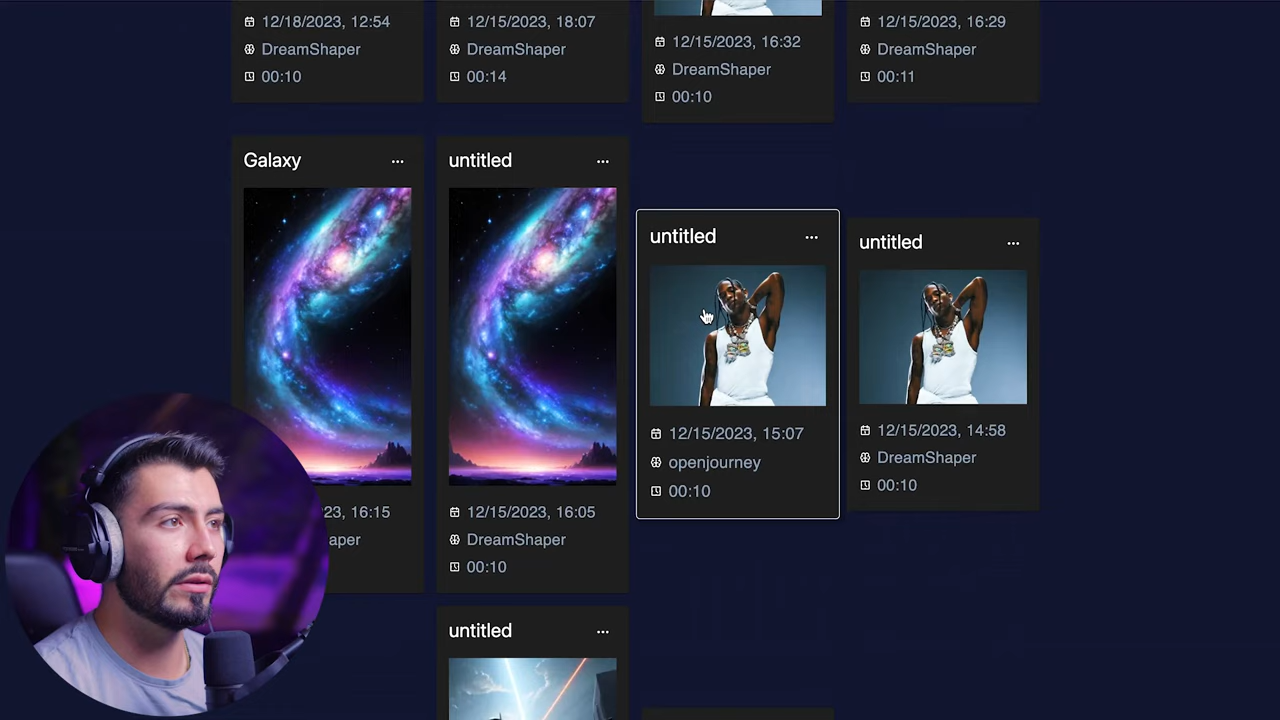 12/18/2023, 12:54
DreamShaper
00:10
12/15/2023, 18:07
DreamShaper
00:14
12/15/2023, 16:32
DreamShaper
00:10
12/15/2023, 16:29
DreamShaper
00:11
Galaxy
23, 16:15
aper
untitled
12/15/2023, 16:05
DreamShaper
00:10
untitled
12/15/2023, 15:07
openjourney
00:10
untitled
12/15/2023, 14:58
DreamShaper
00:10
untitled